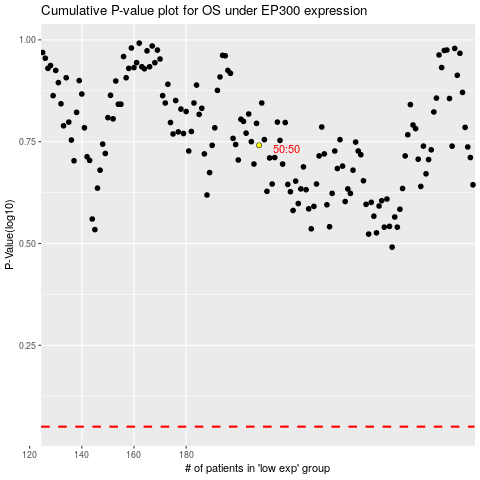 Cumulative P-value plot for OS under EP300 expression
P-Value(log10)
1.00
0.75
0.50
0.25
50:50
120 140 160 180
# of patients in 'low exp' group